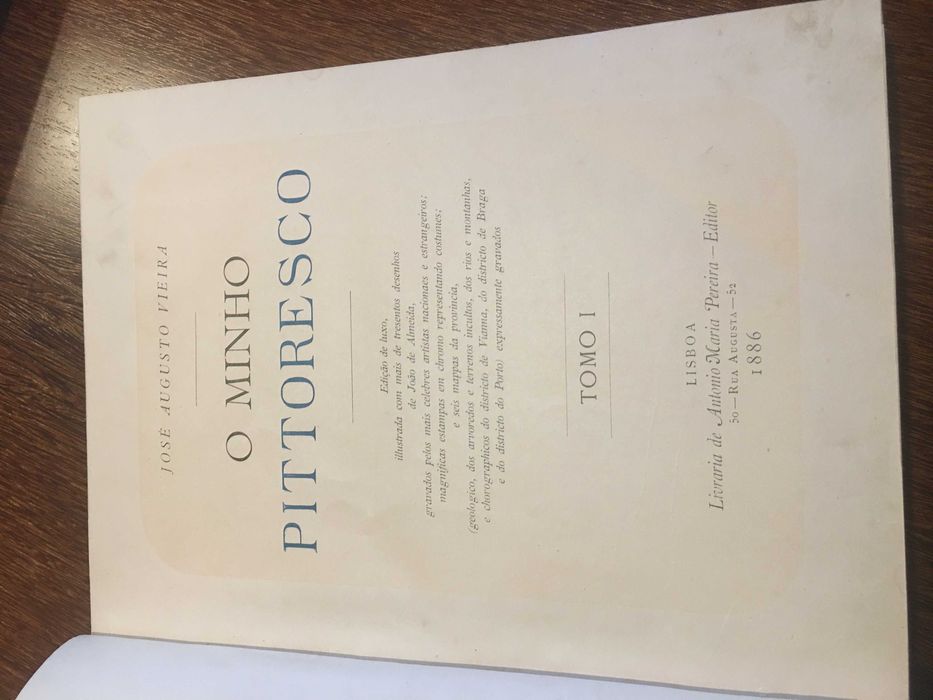 JOSÉ AUGUSTO VIEIRA
O MINHO
PITTORESCO
Edição de luxo,
illustrada com mais de tresentos desenhos
de João de Almeida,
gravados pelos mais celebres artistas nacionaes e estrangeiros;
magnificas estampas em chromo representando costumes;
e seis mappas da provincia,
(geologico, dos arvoredos e terrenos incultos, dos rios e montanhas,
e chorographicos do districto de Vianna, do districto de Braga
e do districto do Porto) expressamente gravados
TOMO I
LISBOA
Livraria de Antonio Maria Pereira — Editor
50 — RUA AUGUSTA — 52
1886